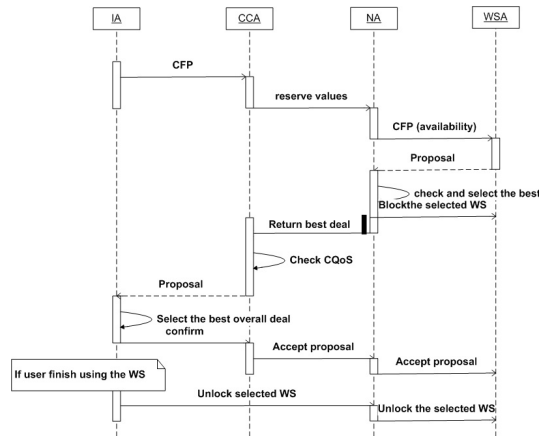 IA
CCA
NA
WSA
CFP
reserve values
CFP (availability)
Proposal
check and select the best
Blockthe selected WS
Return best deal
Check CQoS
Proposal
Select the best overall deal
confirm
Accept proposal
Accept proposal
If user finish using the WS
Unlock selected WS
Unlock the selected WS